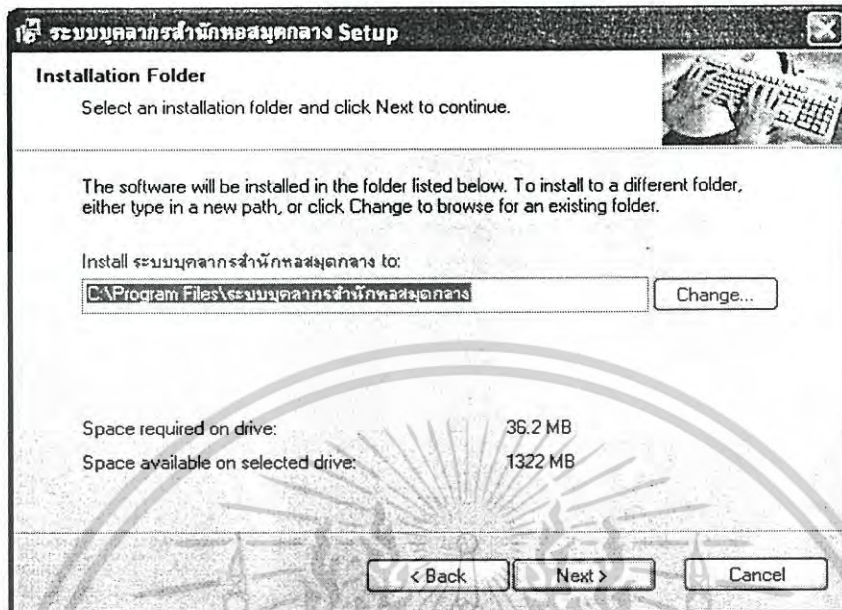 ระบบบุคลากรสำนักหอสมุดกลาง Setup
Installation Folder
Select an installation folder and click Next to continue.
The software will be installed in the folder listed below. To install to a different folder,
either type in a new path, or click Change to browse for an existing folder.
Install ระบบบุคลากรสำนักหอสมุดกลาง to:
C:\Program Files\ระบบบุคลากรสำนักหอสมุดกลาง
Change...
Space required on drive: 36.2 MB
Space available on selected drive: 1322 MB
< Back
Next >
Cancel